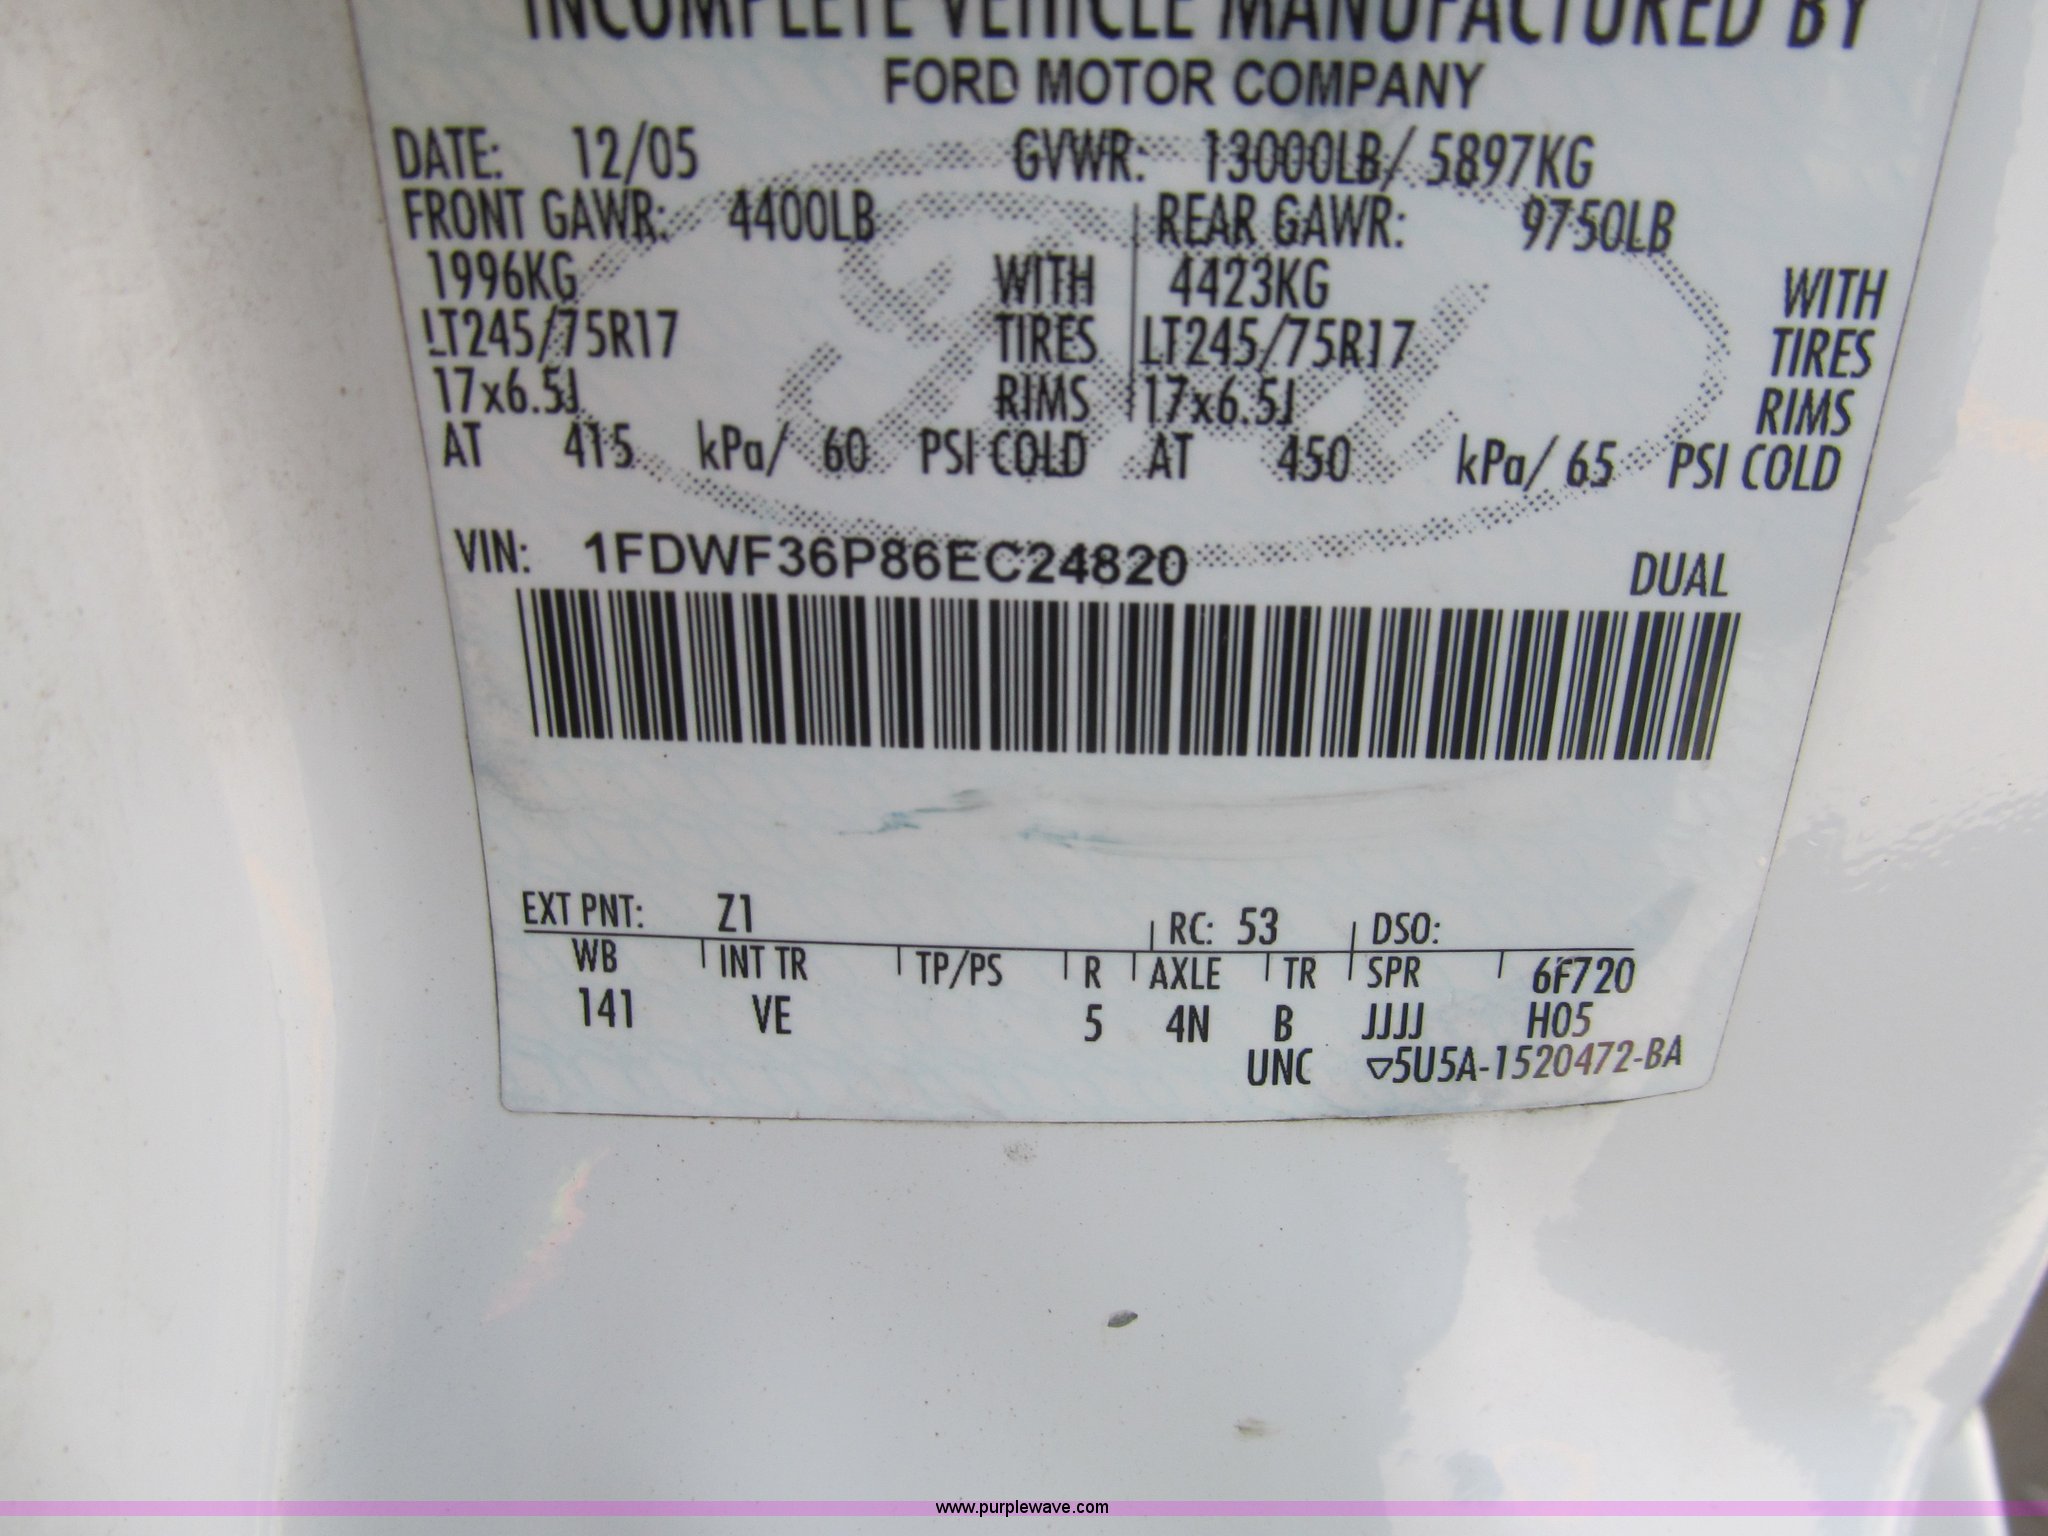 INCOMPLETE VEHICLE MANUFACTURED BY
FORD MOTOR COMPANY
DATE: 12/05 GVWR: 13000LB/ 5897KG
FRONT GAWR: 4400LB REAR GAWR: 9750LB
1996KG WITH 4423KG WITH
LT245/75R17 TIRES LT245/75R17 TIRES
17x6.5J RIMS 17x6.5J RIMS
AT 415 kPa/ 60 PSI COLD AT 450 kPa/ 65 PSI COLD
VIN: 1FDWF36P86EC24820 DUAL
EXT PNT: Z1 RC: 53 DSO:
WB INT TR TP/PS R AXLE TR SPR 6F720
141 VE 5 4N B JJJJ H05
UNC ▽5U5A-1520472-BA
www.purplewave.com